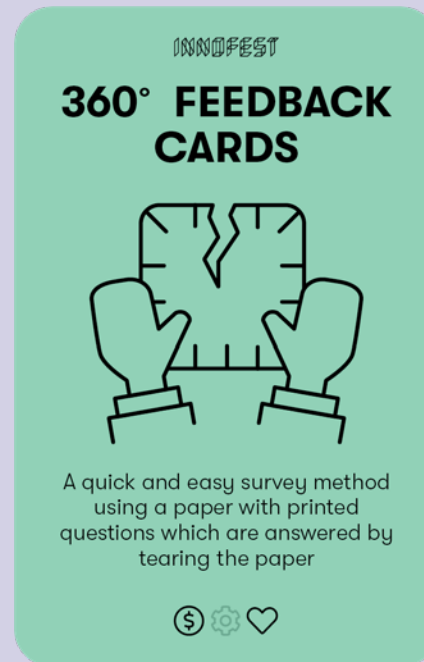 INNOFEST
360° FEEDBACK
CARDS
A quick and easy survey method
using a paper with printed
questions which are answered by
tearing the paper
$